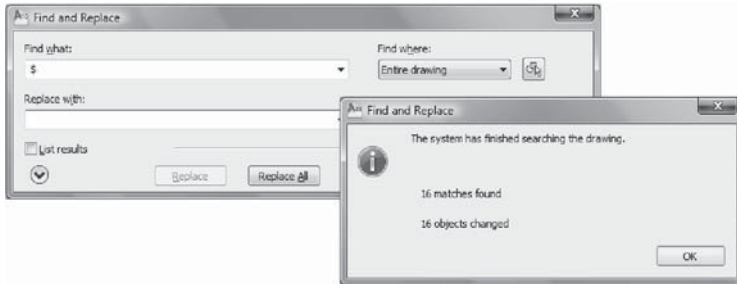 Find and Replace
Find what:
Find where:
$
Entire drawing
Replace with:
List results
Replace
Replace All
Find and Replace
The system has finished searching the drawing.
16 matches found
16 objects changed
OK